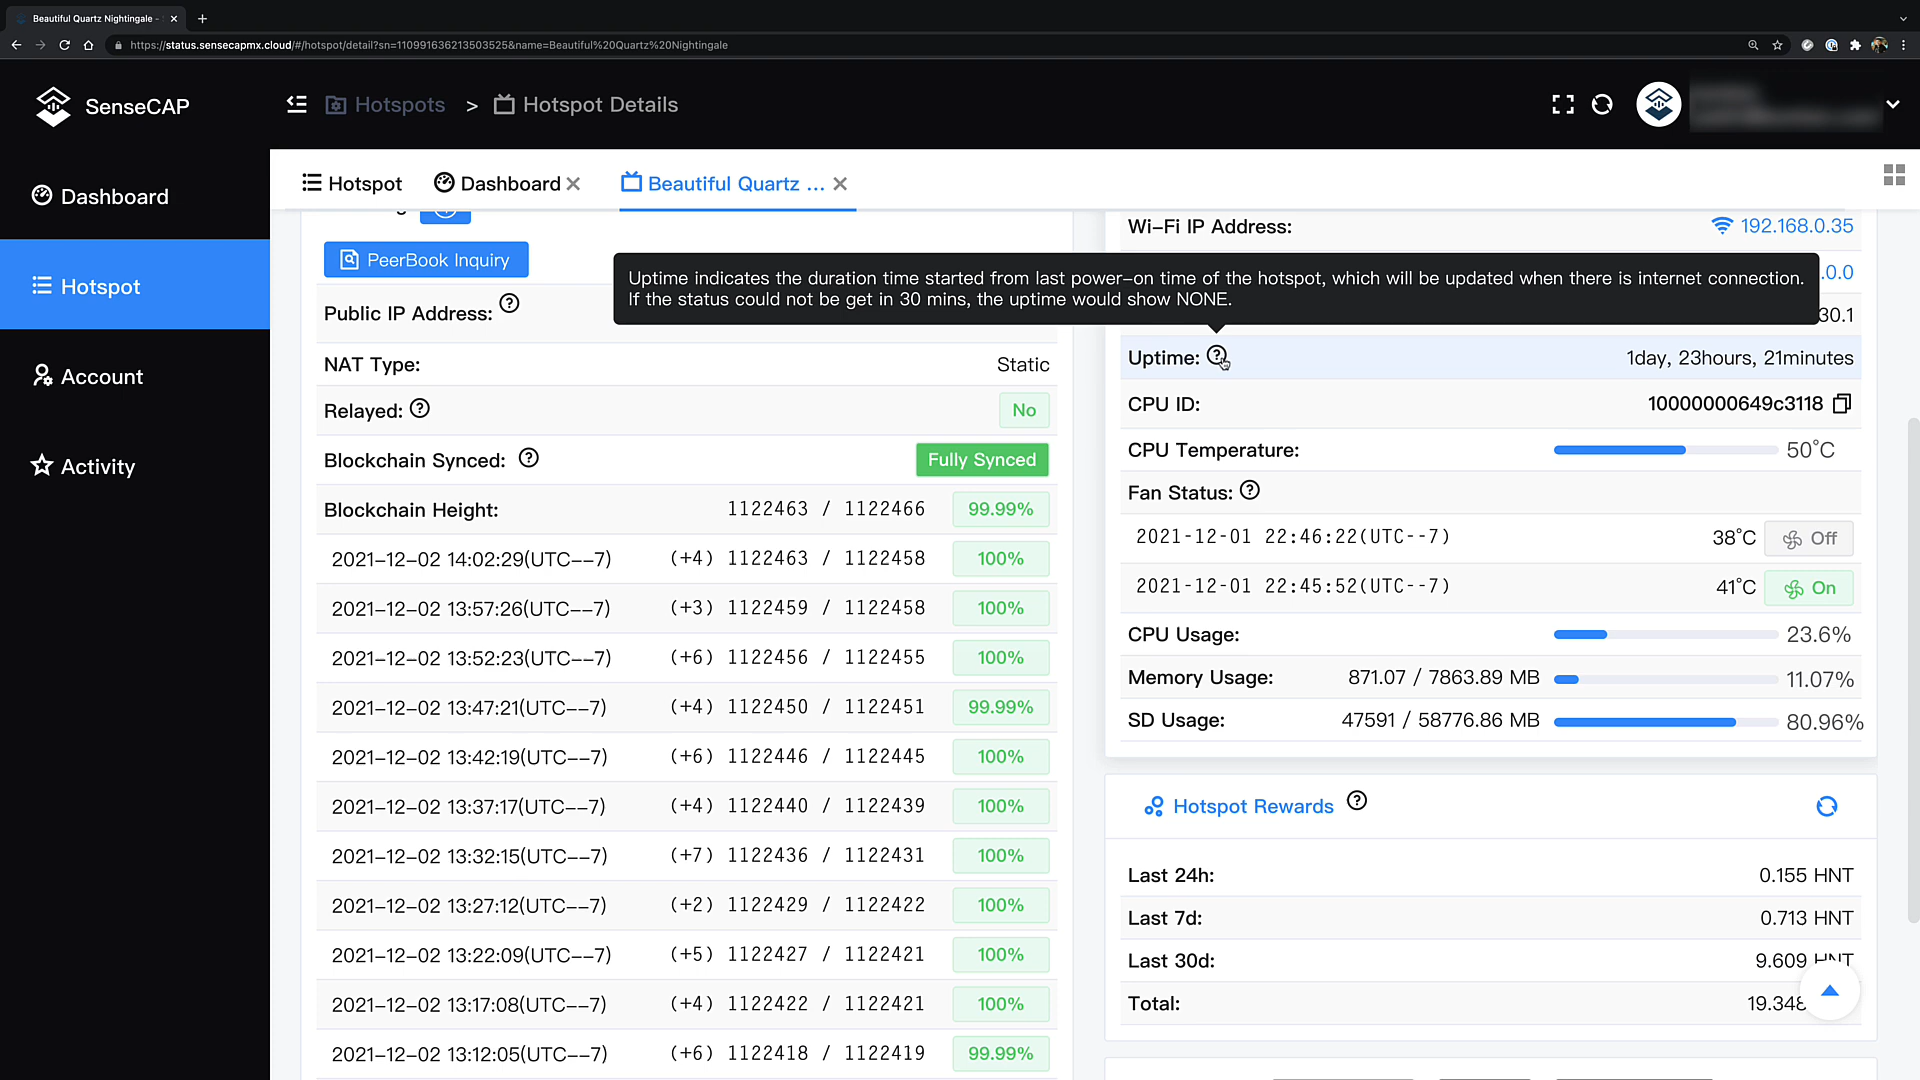 Beautiful Quartz Nightingale -
https://status.sensecapmx.cloud/#/hotspot/detail?sn=110991636213503525&name=Beautiful%20Quartz%20Nightingale
SenseCAP
Hotspots > Hotspot Details
Dashboard
Hotspot
Account
Activity
Hotspot
Dashboard
Beautiful Quartz ...
PeerBook Inquiry
Public IP Address:
NAT Type: Static
Relayed: No
Blockchain Synced: Fully Synced
Blockchain Height: 1122463 / 1122466 99.99%
2021-12-02 14:02:29(UTC--7) (+4) 1122463 / 1122458 100%
2021-12-02 13:57:26(UTC--7) (+3) 1122459 / 1122458 100%
2021-12-02 13:52:23(UTC--7) (+6) 1122456 / 1122455 100%
2021-12-02 13:47:21(UTC--7) (+4) 1122450 / 1122451 99.99%
2021-12-02 13:42:19(UTC--7) (+6) 1122446 / 1122445 100%
2021-12-02 13:37:17(UTC--7) (+4) 1122440 / 1122439 100%
2021-12-02 13:32:15(UTC--7) (+7) 1122436 / 1122431 100%
2021-12-02 13:27:12(UTC--7) (+2) 1122429 / 1122422 100%
2021-12-02 13:22:09(UTC--7) (+5) 1122427 / 1122421 100%
2021-12-02 13:17:08(UTC--7) (+4) 1122422 / 1122421 100%
2021-12-02 13:12:05(UTC--7) (+6) 1122418 / 1122419 99.99%
Wi-Fi IP Address: 192.168.0.35
.0.0
Uptime indicates the duration time started from last power-on time of the hotspot, which will be updated when there is internet connection.
If the status could not be get in 30 mins, the uptime would show NONE.
30.1
Uptime: 1day, 23hours, 21minutes
CPU ID: 10000000649c3118
CPU Temperature: 50°C
Fan Status:
2021-12-01 22:46:22(UTC--7) 38°C Off
2021-12-01 22:45:52(UTC--7) 41°C On
CPU Usage: 23.6%
Memory Usage: 871.07 / 7863.89 MB 11.07%
SD Usage: 47591 / 58776.86 MB 80.96%
Hotspot Rewards
Last 24h: 0.155 HNT
Last 7d: 0.713 HNT
Last 30d: 9.609 HNT
Total: 19.348